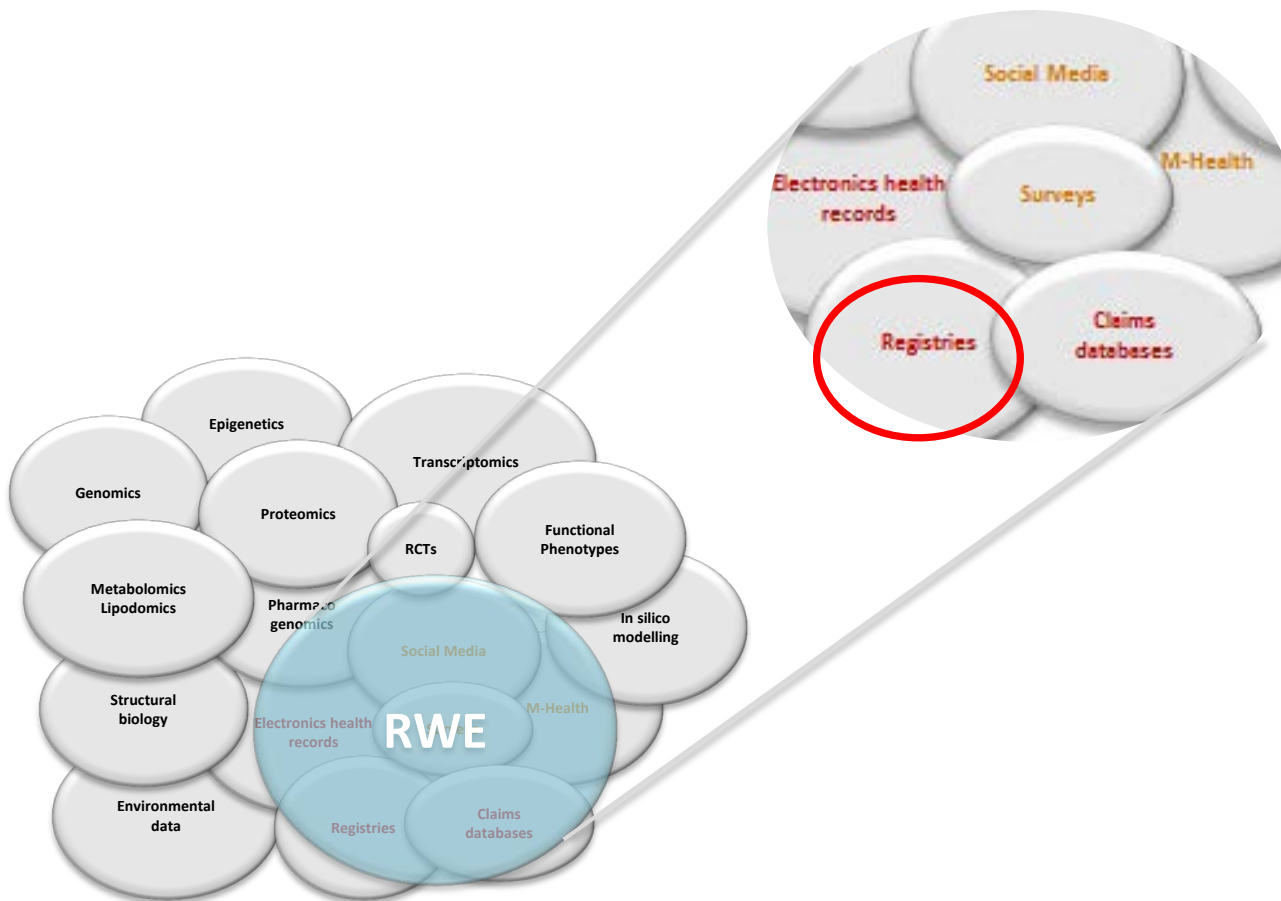 Social Media
M-Health
Electronics health
records
Surveys
Registries
Claims
databases
Epigenetics
Transcriptomics
Genomics
Proteomics
RCTs
Functional
Phenotypes
Metabolomics
Lipodomics
Pharmaco
genomics
In silico
modelling
Social Media
Structural
biology
M-Health
Electronics health
records
RWE
Environmental
data
Registries
Claims
databases